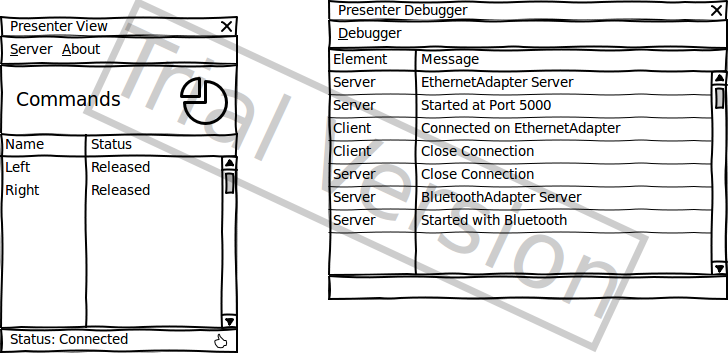 Presenter View
Server About
Commands
Name Status
Left Released
Right Released
Status: Connected
Presenter Debugger
Debugger
Element Message
Server EthernetAdapter Server
Server Started at Port 5000
Client Connected on EthernetAdapter
Client Close Connection
Server Close Connection
Server BluetoothAdapter Server
Server Started with Bluetooth
Trial Version